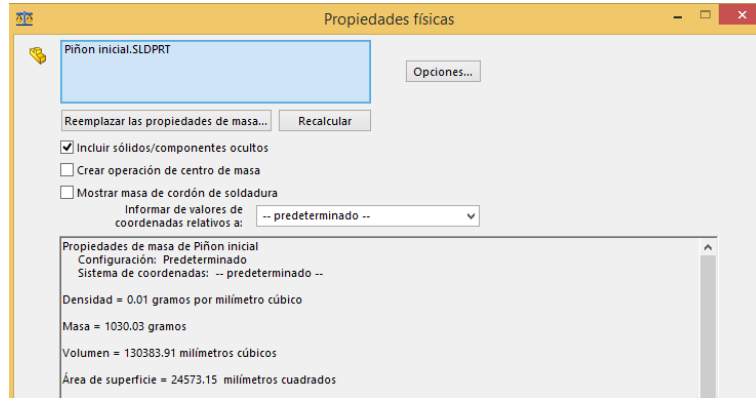 Propiedades físicas
Piñon inicial.SLDPRT
Opciones...
Reemplazar las propiedades de masa...
Recalcular
Incluir sólidos/componentes ocultos
Crear operación de centro de masa
Mostrar masa de cordón de soldadura
Informar de valores de
coordenadas relativos a:
-- predeterminado --
Propiedades de masa de Piñon inicial
Configuración: Predeterminado
Sistema de coordenadas: -- predeterminado --
Densidad = 0.01 gramos por milímetro cúbico
Masa = 1030.03 gramos
Volumen = 130383.91 milímetros cúbicos
Área de superficie = 24573.15 milímetros cuadrados